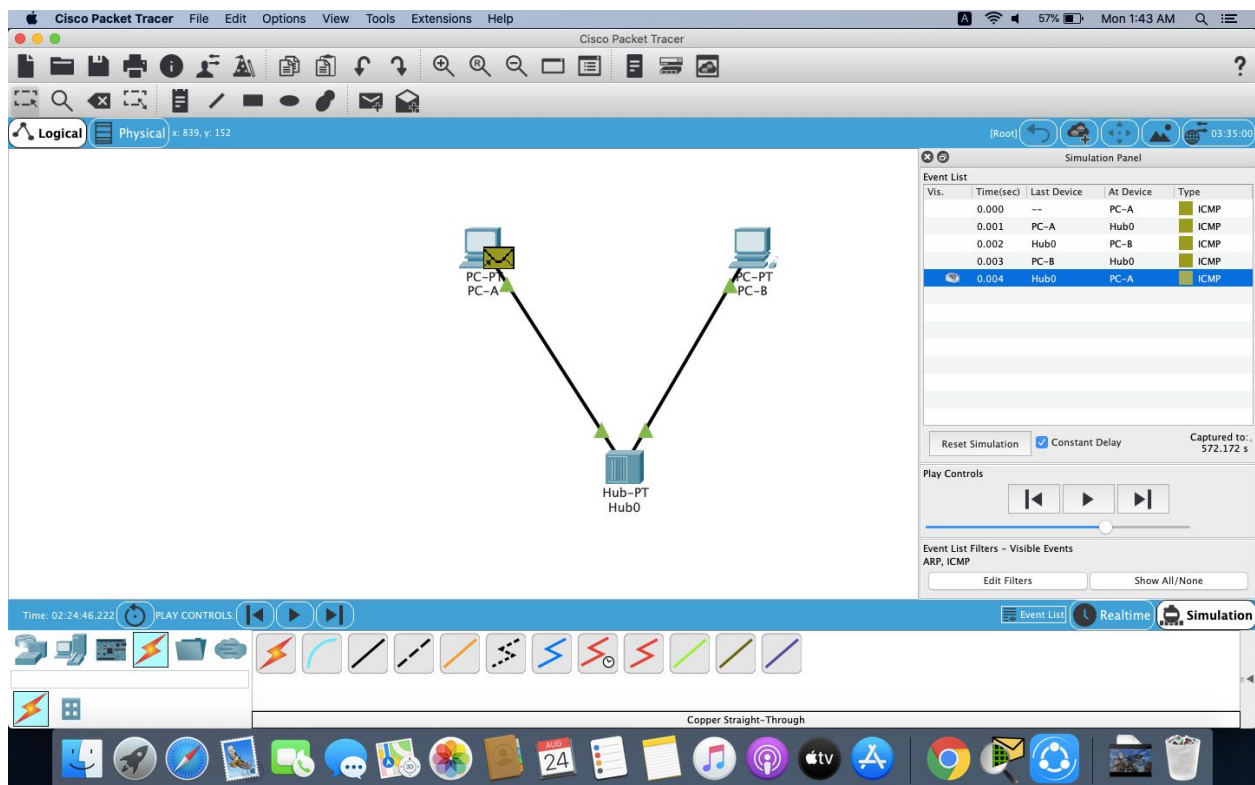 Cisco Packet Tracer File Edit Options View Tools Extensions Help A 57% Mon 1:43 AM
Cisco Packet Tracer
?
Logical Physical x: 839, y: 152 [Root] 03:35:00
Simulation Panel
Event List
Vis. Time(sec) Last Device At Device Type
0.000 -- PC-A ICMP
0.001 PC-A Hub0 ICMP
0.002 Hub0 PC-B ICMP
0.003 PC-B Hub0 ICMP
0.004 Hub0 PC-A ICMP
PC-PT
PC-A
PC-PT
PC-B
Hub-PT
Hub0
Reset Simulation Constant Delay Captured to:
572.172 s
Play Controls
Event List Filters - Visible Events
ARP, ICMP
Edit Filters Show All/None
Time: 02:24:46.222 PLAY CONTROLS: Event List Realtime Simulation
Copper Straight-Through
AUG
24
tv